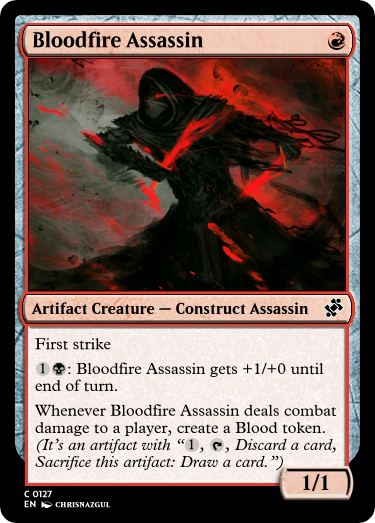 Bloodfire Assassin
Artifact Creature — Construct Assassin
First strike
1: Bloodfire Assassin gets +1/+0 until
end of turn.
Whenever Bloodfire Assassin deals combat
damage to a player, create a Blood token.
(It's an artifact with “1, , Discard a card,
Sacrifice this artifact: Draw a card.”)
1/1
C 0127
EN CHRISNAZGUL